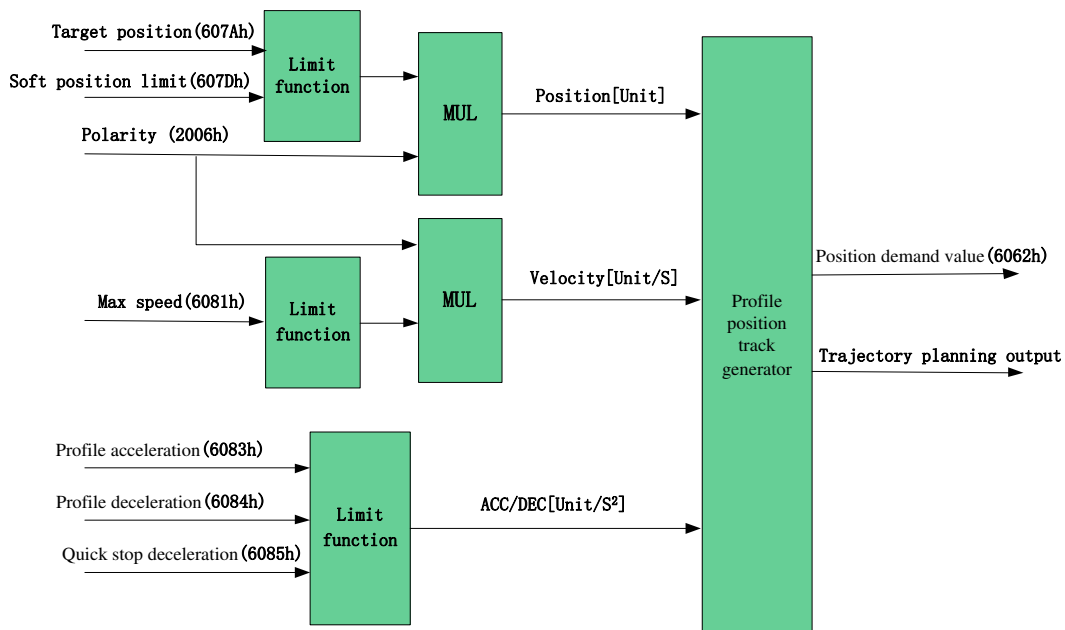 Target position(607Ah)
Soft position limit(607Dh)
Limit
function
Polarity (2006h)
MUL
Position[Unit]
Max speed(6081h)
Limit
function
MUL
Velocity[Unit/S]
Profile acceleration(6083h)
Profile deceleration(6084h)
Quick stop deceleration(6085h)
Limit
function
ACC/DEC[Unit/S²]
Profile
position
track
generator
Position demand value(6062h)
Trajectory planning output